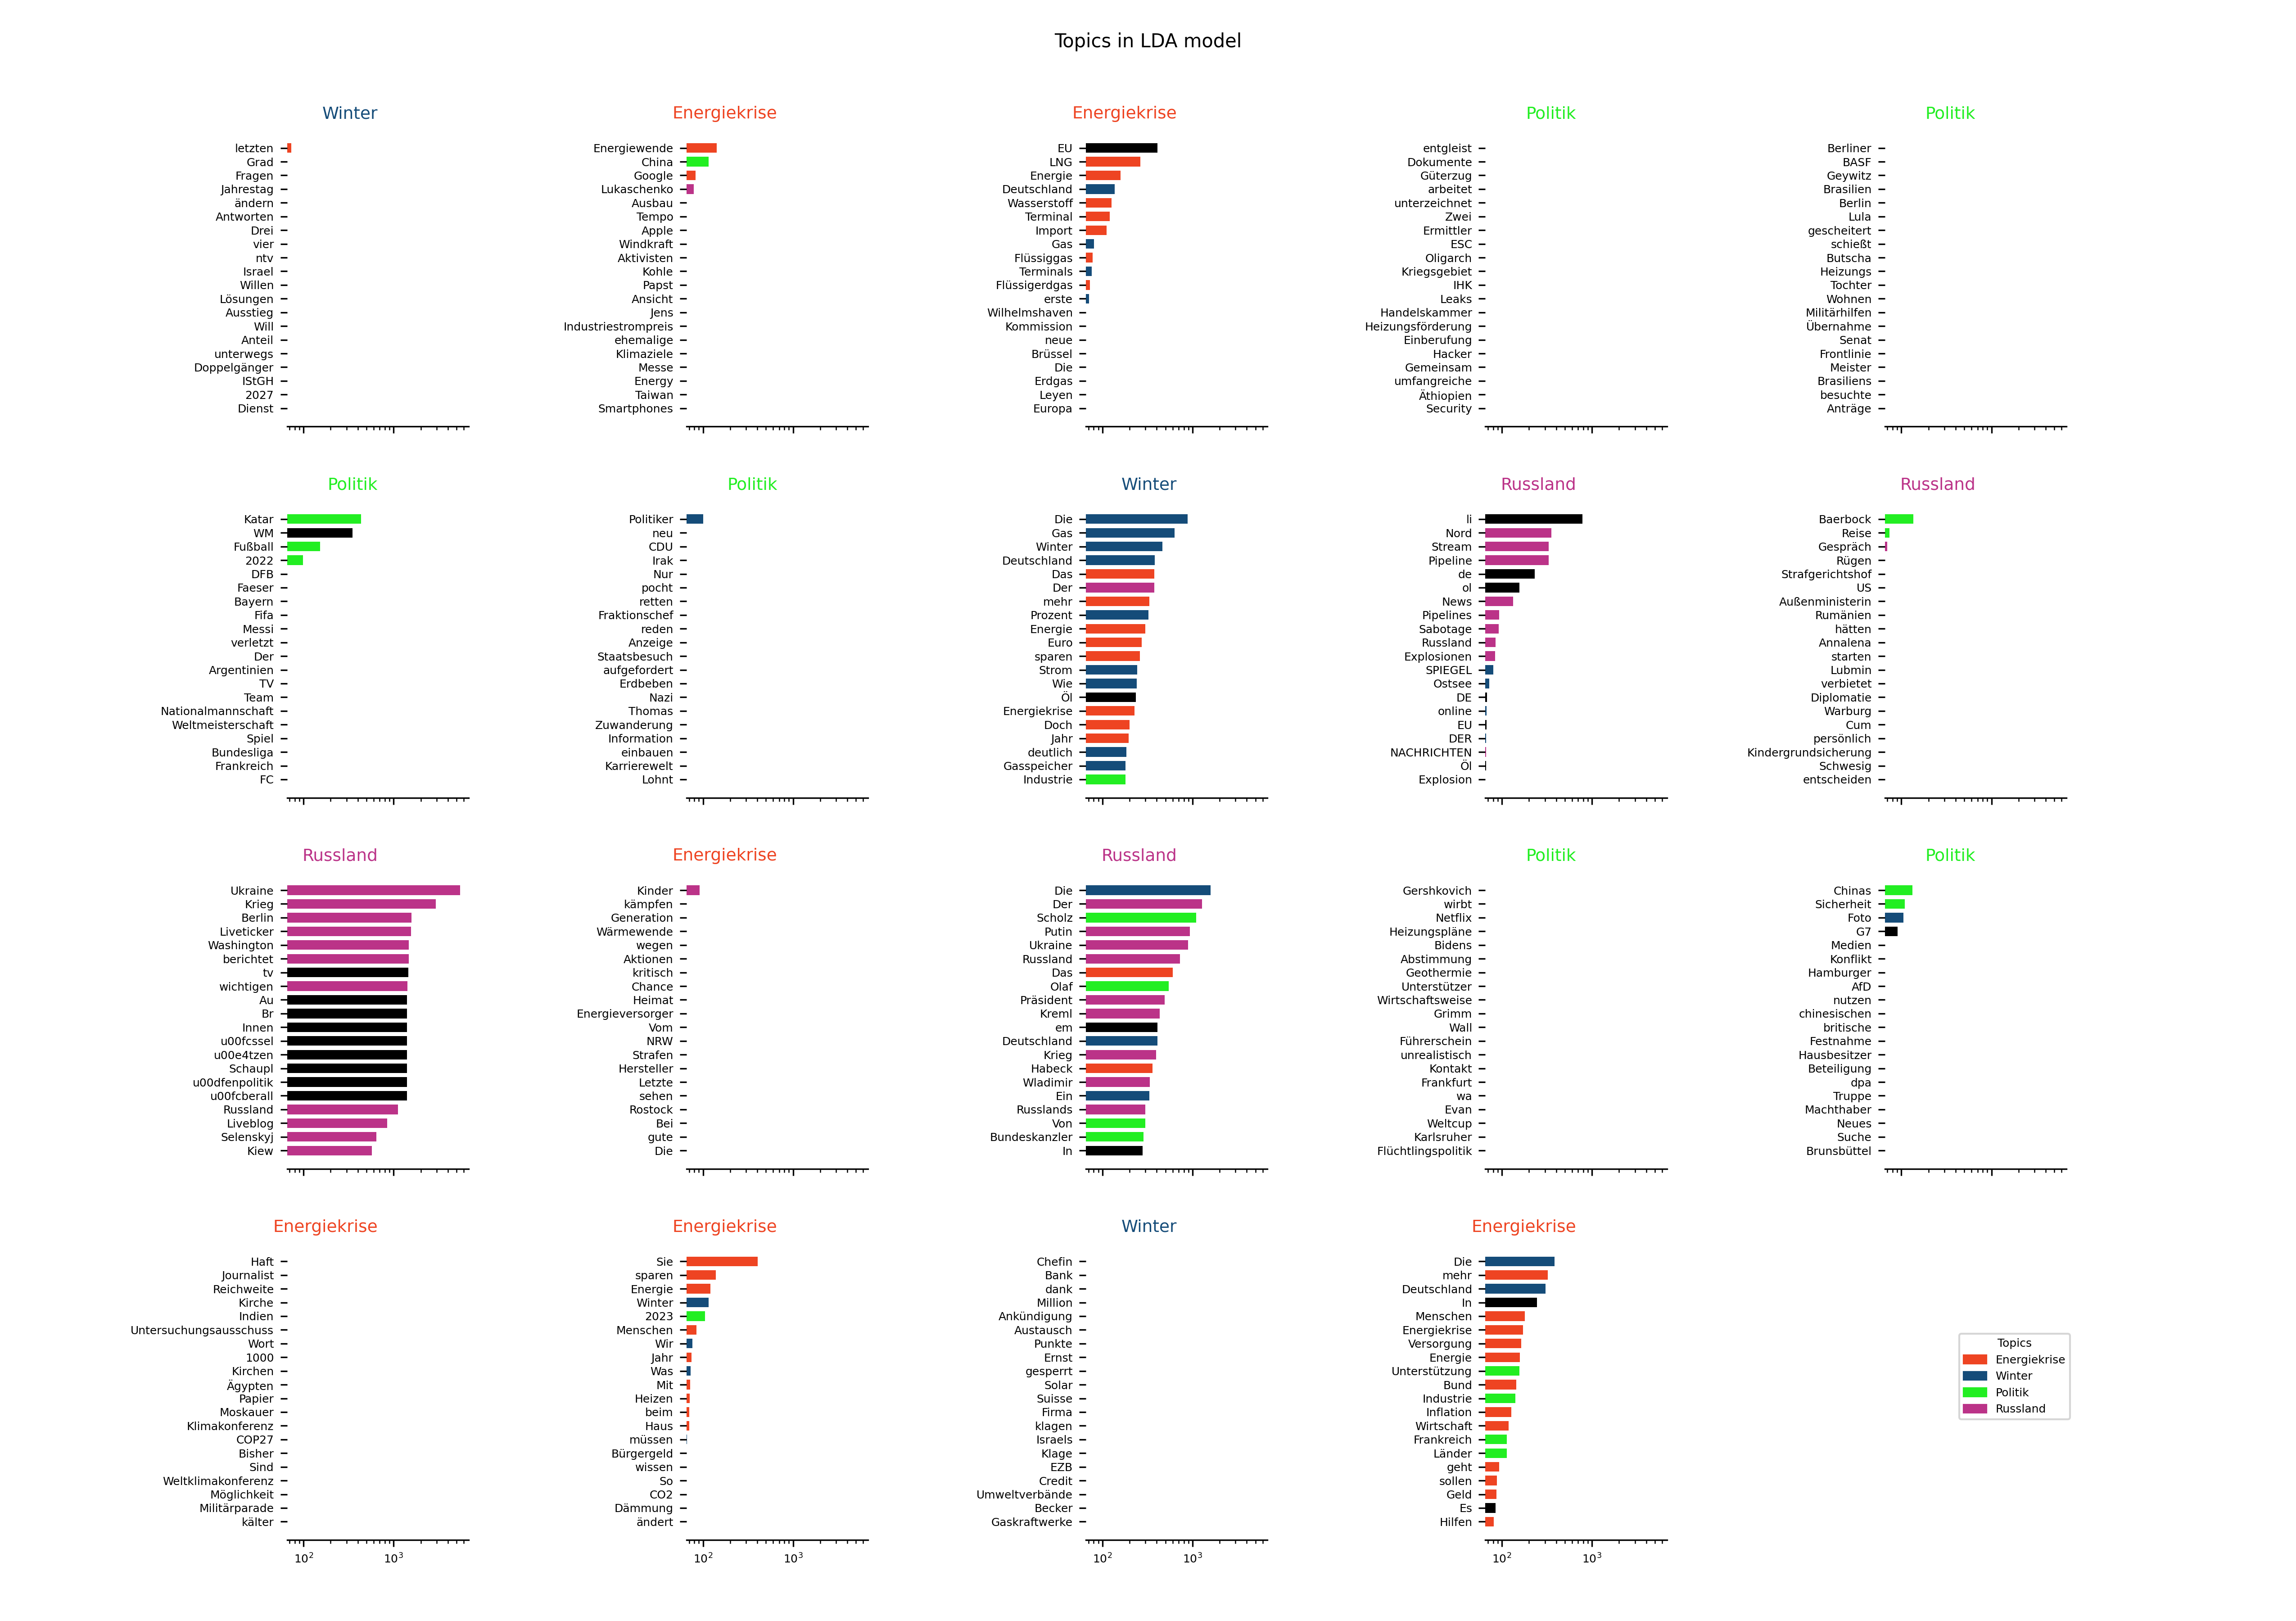 Topics in LDA model
Winter
letzten
Grad
Fragen
Jahrestag
ändern
Antworten
Drei
vier
ntv
Israel
Willen
Lösungen
Ausstieg
Will
Anteil
unterwegs
Doppelgänger
IStGH
2027
Dienst
Energiekrise
Energiewende
China
Google
Lukaschenko
Ausbau
Tempo
Apple
Windkraft
Aktivisten
Kohle
Papst
Ansicht
Jens
Industriestrompreis
ehemalige
Klimaziele
Messe
Energy
Taiwan
Smartphones
Energiekrise
EU
LNG
Energie
Deutschland
Wasserstoff
Terminal
Import
Gas
Flüssiggas
Terminals
Flüssigerdgas
erste
Wilhelmshaven
Kommission
neue
Brüssel
Die
Erdgas
Leyen
Europa
Politik
entgleist
Dokumente
Güterzug
arbeitet
unterzeichnet
Zwei
Ermittler
ESC
Oligarch
Kriegsgebiet
IHK
Leaks
Handelskammer
Heizungsförderung
Einberufung
Hacker
Gemeinsam
umfangreiche
Äthiopien
Security
Politik
Berliner
BASF
Geywitz
Brasilien
Berlin
Lula
gescheitert
schießt
Butscha
Heizungs
Tochter
Wohnen
Militärhilfen
Übernahme
Senat
Frontlinie
Meister
Brasiliens
besuchte
Anträge
Politik
Katar
WM
Fußball
2022
DFB
Faeser
Bayern
Fifa
Messi
verletzt
Der
Argentinien
TV
Team
Nationalmannschaft
Weltmeisterschaft
Spiel
Bundesliga
Frankreich
FC
Politik
Politiker
neu
CDU
Irak
Nur
pocht
retten
Fraktionschef
reden
Anzeige
Staatsbesuch
aufgefordert
Erdbeben
Nazi
Thomas
Zuwanderung
Information
einbauen
Karrierewelt
Lohnt
Winter
Die
Gas
Winter
Deutschland
Das
Der
mehr
Prozent
Energie
Euro
sparen
Strom
Wie
Öl
Energiekrise
Doch
Jahr
deutlich
Gasspeicher
Industrie
Russland
li
Nord
Stream
Pipeline
de
ol
News
Pipelines
Sabotage
Russland
Explosionen
SPIEGEL
Ostsee
DE
online
EU
DER
NACHRICHTEN
Öl
Explosion
Russland
Baerbock
Reise
Gespräch
Rügen
Strafgerichtshof
US
Außenministerin
Rumänien
hätten
Annalena
starten
Lubmin
verbietet
Diplomatie
Warburg
Cum
persönlich
Kindergrundsicherung
Schwesig
entscheiden
Russland
Ukraine
Krieg
Berlin
Liveticker
Washington
berichtet
tv
wichtigen
Au
Br
Innen
u00fcssel
u00e4tzen
Schaupl
u00dfenpolitik
u00fcberall
Russland
Liveblog
Selenskyj
Kiew
Energiekrise
Kinder
kämpfen
Generation
Wärmewende
wegen
Aktionen
kritisch
Chance
Heimat
Energieversorger
Vom
NRW
Strafen
Hersteller
Letzte
sehen
Rostock
Bei
gute
Die
Russland
Die
Der
Scholz
Putin
Ukraine
Russland
Das
Olaf
Präsident
Kreml
em
Deutschland
Krieg
Habeck
Wladimir
Ein
Russlands
Von
Bundeskanzler
In
Politik
Gershkovich
wirbt
Netflix
Heizungspläne
Bidens
Abstimmung
Geothermie
Unterstützer
Wirtschaftsweise
Grimm
Wall
Führerschein
unrealistisch
Kontakt
Frankfurt
wa
Evan
Weltcup
Karlsruher
Flüchtlingspolitik
Politik
Chinas
Sicherheit
Foto
G7
Medien
Konflikt
Hamburger
AfD
nutzen
chinesischen
britische
Festnahme
Hausbesitzer
Beteiligung
dpa
Truppe
Machthaber
Neues
Suche
Brunsbüttel
Energiekrise
Haft
Journalist
Reichweite
Kirche
Indien
Untersuchungsausschuss
Wort
1000
Kirchen
Ägypten
Papier
Moskauer
Klimakonferenz
COP27
Bisher
Sind
Weltklimakonferenz
Möglichkeit
Militärparade
kälter
10² 10³
Energiekrise
Sie
sparen
Energie
Winter
2023
Menschen
Wir
Jahr
Was
Mit
Heizen
beim
Haus
müssen
Bürgergeld
wissen
So
CO2
Dämmung
ändert
10² 10³
Winter
Chefin
Bank
dank
Million
Ankündigung
Austausch
Punkte
Ernst
gesperrt
Solar
Suisse
Firma
klagen
Israels
Klage
EZB
Credit
Umweltverbände
Becker
Gaskraftwerke
10² 10³
Energiekrise
Die
mehr
Deutschland
In
Menschen
Energiekrise
Versorgung
Energie
Unterstützung
Bund
Industrie
Inflation
Wirtschaft
Frankreich
Länder
geht
sollen
Geld
Es
Hilfen
10² 10³
Topics
Energiekrise
Winter
Politik
Russland